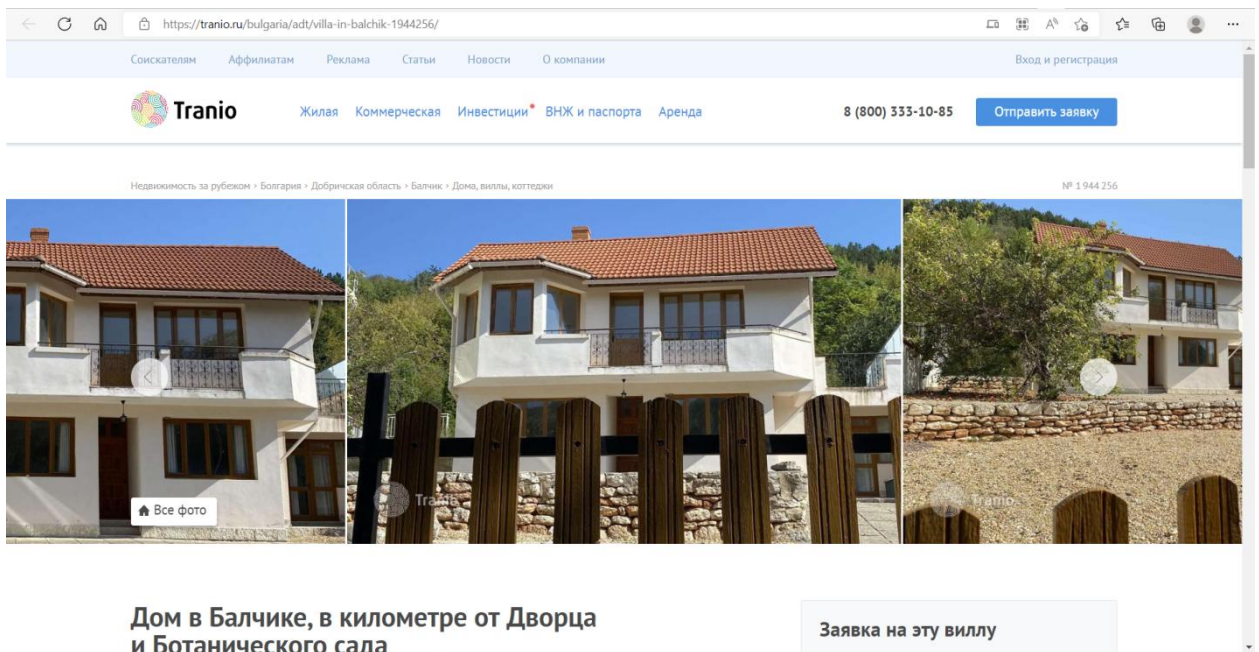 https://tranio.ru/bulgaria/adt/villa-in-balchik-1944256/
Соискателям Аффилиатам Реклама Статьи Новости О компании Вход и регистрация
Tranio Жилая Коммерческая Инвестиции ВНЖ и паспорта Аренда 8 (800) 333-10-85 Отправить заявку
Недвижимость за рубежом › Болгария › Добричская область › Балчик › Дома, виллы, коттеджи № 1 944 256
Все фото
Tranio
Tranio
Дом в Балчике, в километре от Дворца
и Ботанического сада
Заявка на эту виллу